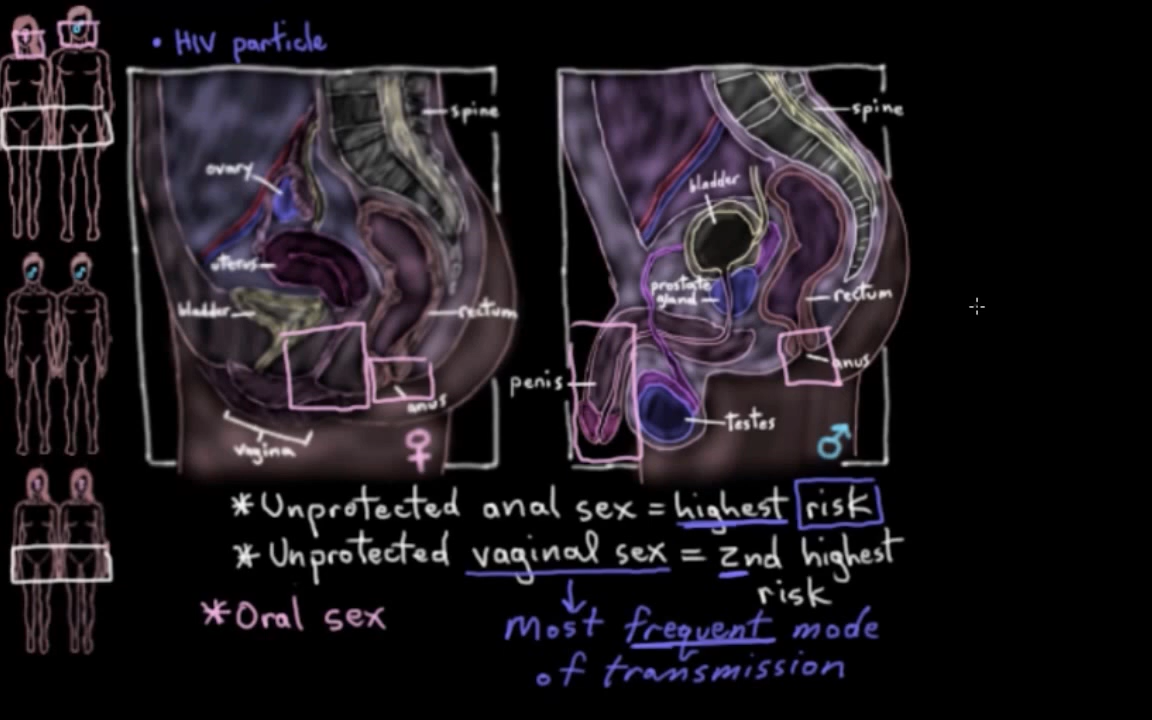 • HIV particle
spine
ovary
uterus
bladder
rectum
anus
vagina
♀
spine
bladder
prostate
gland
rectum
anus
penis
testes
♂
*Unprotected anal sex = highest risk
*Unprotected vaginal sex = 2nd highest
risk
*Oral sex
Most frequent mode
of transmission